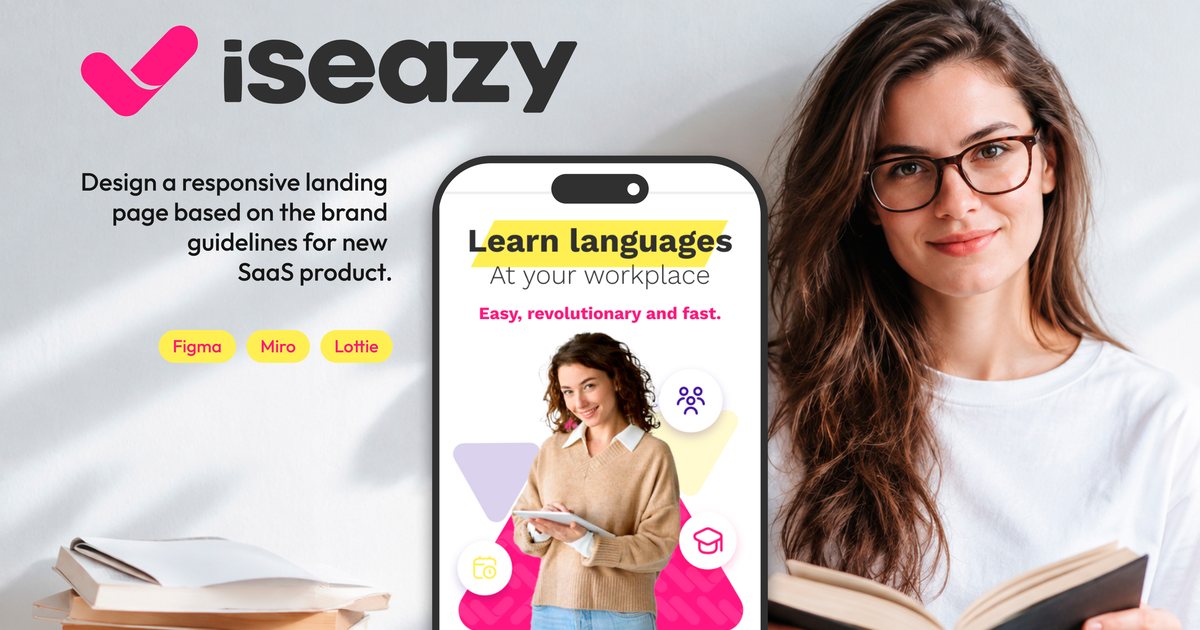 iseazy
Design a responsive landing
page based on the brand
guidelines for new
SaaS product.
Figma Miro Lottie
Learn languages
At your workplace
Easy, revolutionary and fast.